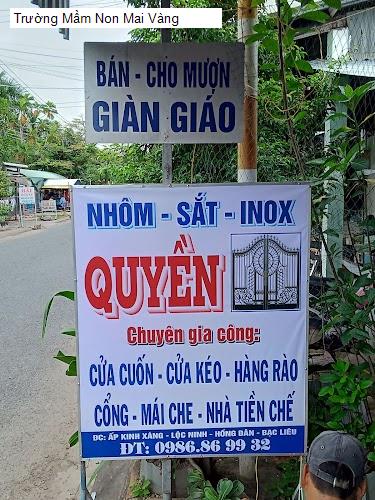 Trường Mầm Non Mai Vàng
BÁN - CHO MƯỢN
GIÀN GIÁO
NHÔM - SẮT - INOX
QUYỀN
Chuyên gia công:
CỬA CUỐN - CỬA KÉO - HÀNG RÀO
CỔNG - MÁI CHE - NHÀ TIỀN CHẾ
ĐC: ẤP KINH XÁNG - LỘC NINH - HỒNG DÂN - BẠC LIÊU
ĐT: 0986.86 99 32